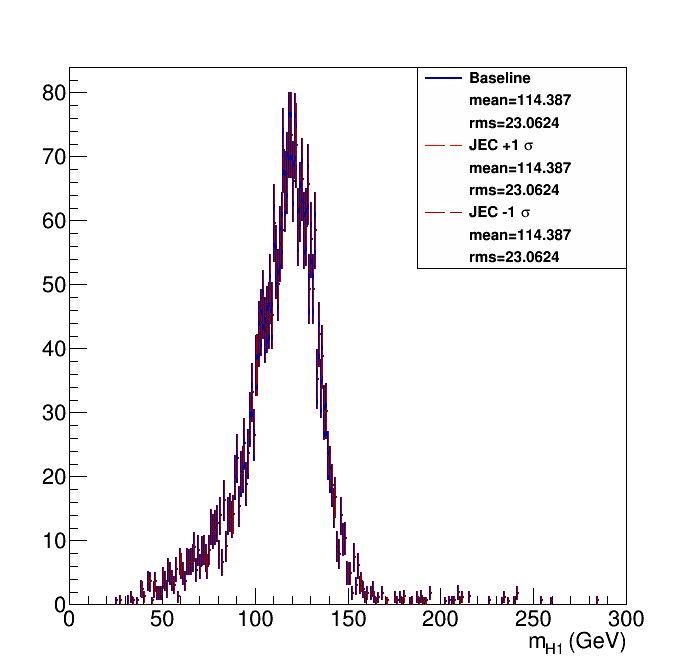 80
70
60
50
40
30
20
10
0
0 50 100 150 200 250 300
m_H1 (GeV)
Baseline
mean=114.387
rms=23.0624
JEC +1 σ
mean=114.387
rms=23.0624
JEC -1 σ
mean=114.387
rms=23.0624